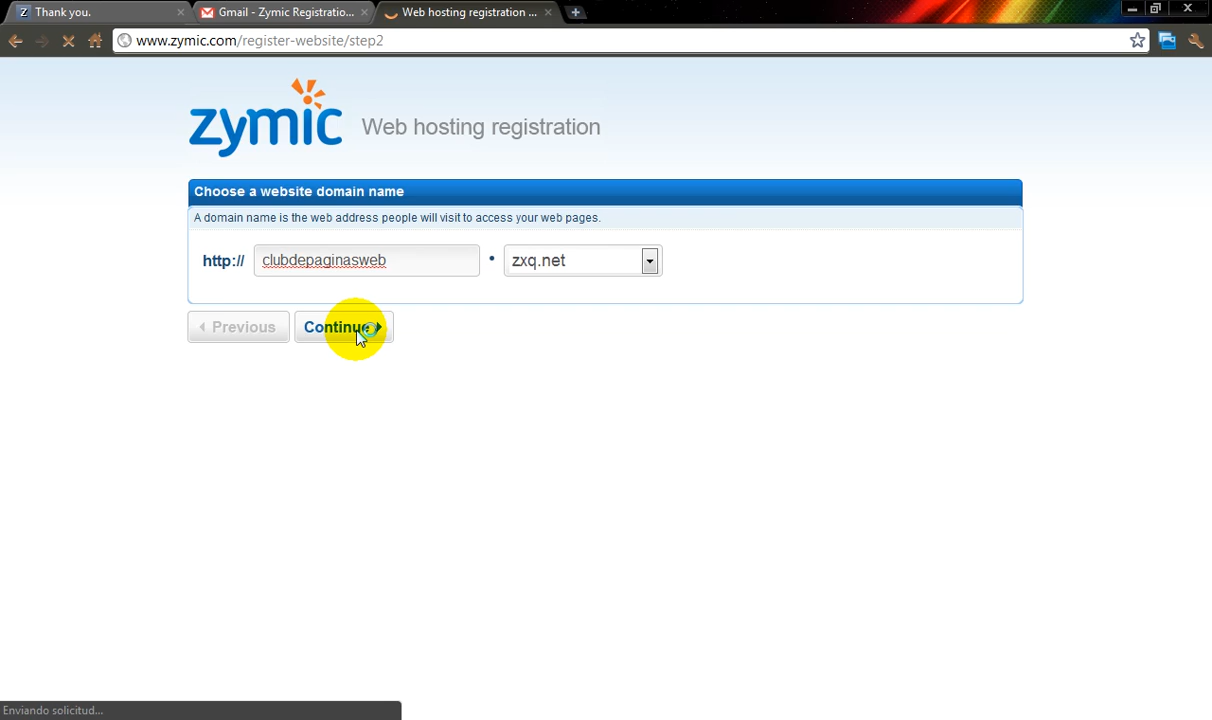 Thank you.
Gmail - Zymic Registratio...
Web hosting registration ...
www.zymic.com/register-website/step2
zymic
Web hosting registration
Choose a website domain name
A domain name is the web address people will visit to access your web pages.
http:// clubdepaginasweb • zxq.net
Previous Continue
Enviando solicitud...